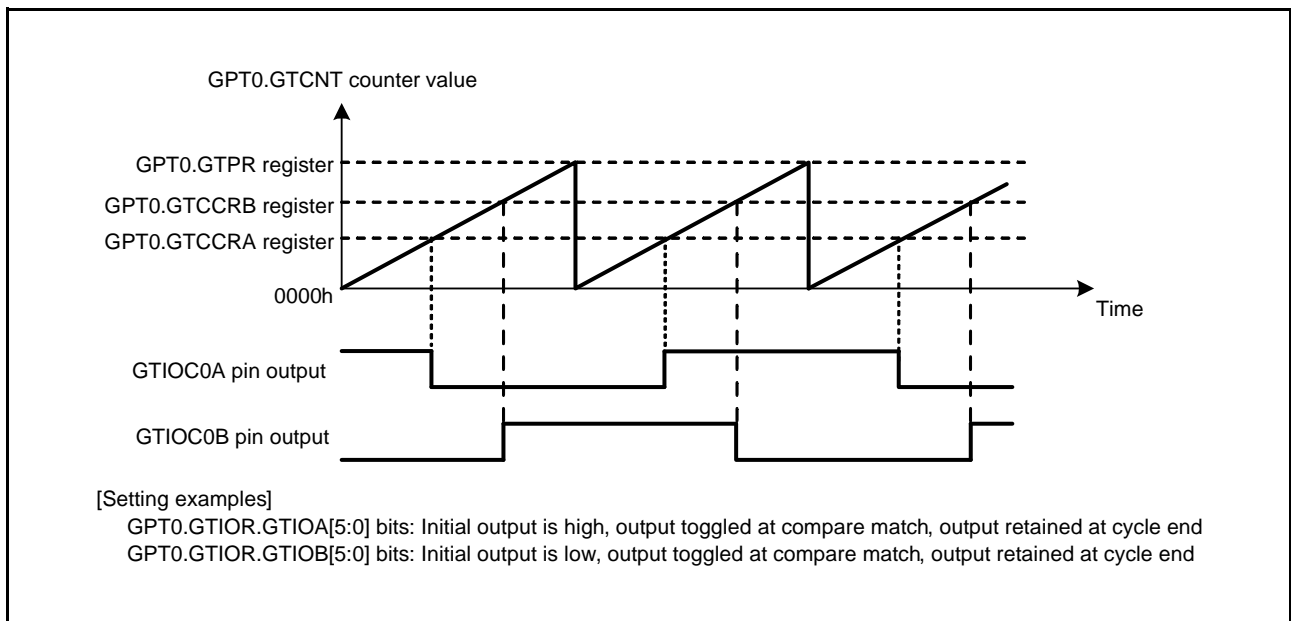 GPT0.GTCNT counter value
GPT0.GTPR register
GPT0.GTCCRB register
GPT0.GTCCRA register
0000h
Time
GTIOC0A pin output
GTIOC0B pin output
[Setting examples]
GPT0.GTIOR.GTIOA[5:0] bits: Initial output is high, output toggled at compare match, output retained at cycle end
GPT0.GTIOR.GTIOB[5:0] bits: Initial output is low, output toggled at compare match, output retained at cycle end